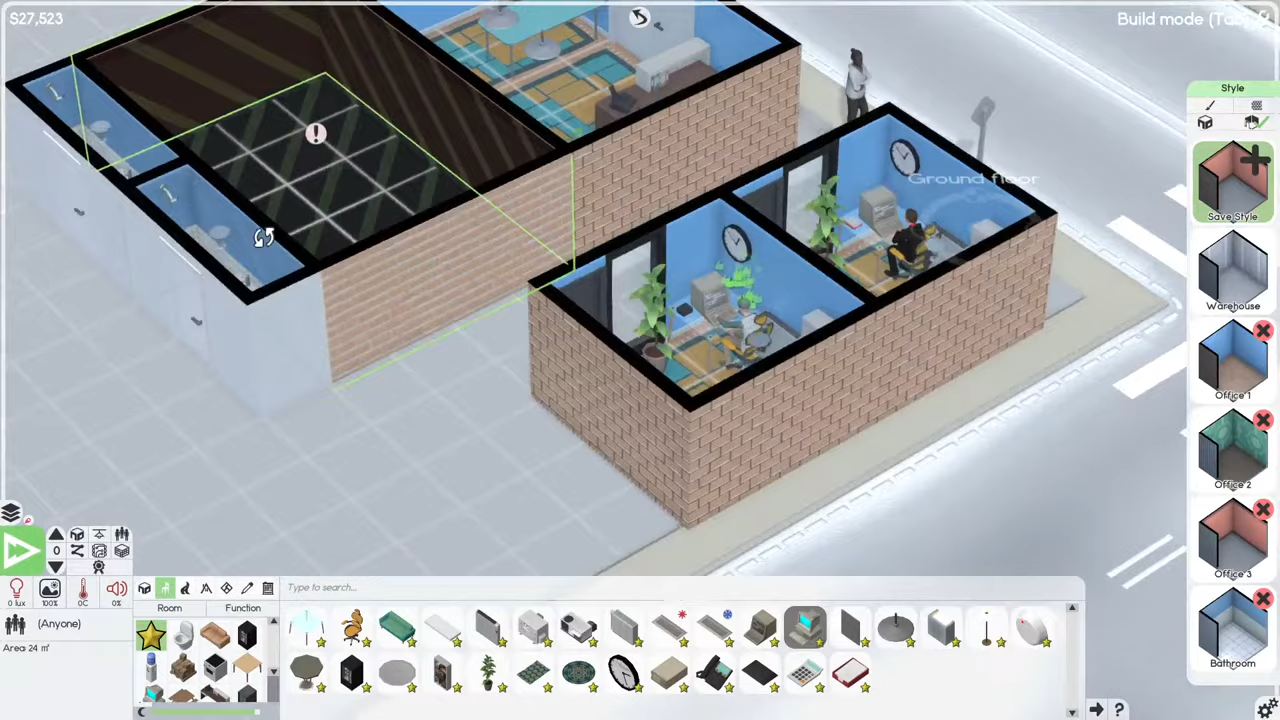 $27,523
Build mode (Tab)
Style
Ground floor
Save Style
Warehouse
Office 1
Office 2
Office 3
Bathroom
0
0 lux
100%
0C
0%
Room
Function
Type to search...
(Anyone)
Area: 24 m²
?